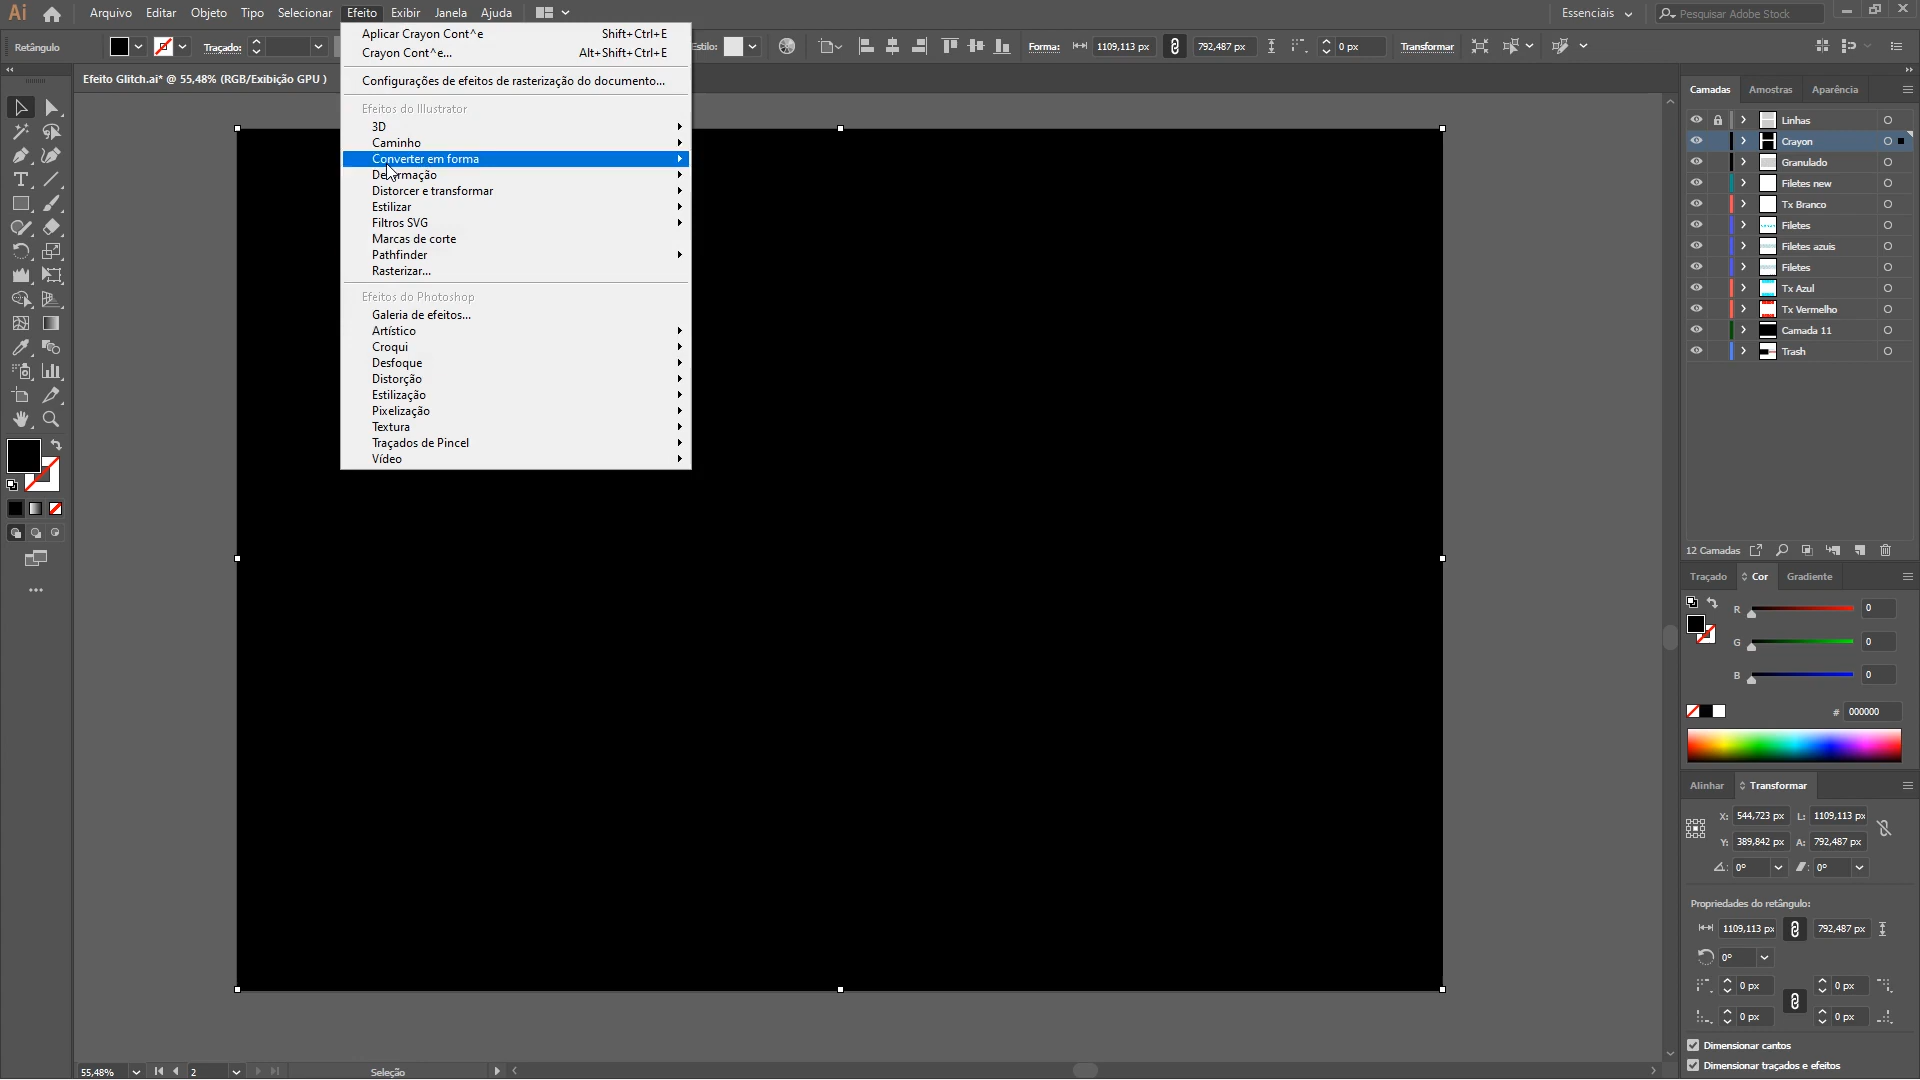 Ai Arquivo Editar Objeto Tipo Selecionar Efeito Exibir Janela Ajuda Essenciais Pesquisar Adobe Stock
Retângulo Traçado: Estilo: Forma: 1109,113 px 792,487 px 0 px Transformar
Efeito Glitch.ai* @ 55,48% (RGB/Exibição GPU )
Aplicar Crayon Cont^e Shift+Ctrl+E
Crayon Cont^e... Alt+Shift+Ctrl+E
Configurações de efeitos de rasterização do documento...
Efeitos do Illustrator
3D
Caminho
Converter em forma
Deformação
Distorcer e transformar
Estilizar
Filtros SVG
Marcas de corte
Pathfinder
Rasterizar...
Efeitos do Photoshop
Galeria de efeitos...
Artístico
Croqui
Desfoque
Distorção
Estilização
Pixelização
Textura
Traçados de Pincel
Vídeo
Camadas Amostras Aparência
Linhas
Crayon
Granulado
Filetes new
Tx Branco
Filetes
Filetes azuis
Filetes
Tx Azul
Tx Vermelho
Camada 11
Trash
12 Camadas
Traçado Cor Gradiente
R 0
G 0
B 0
# 000000
Alinhar Transformar
X: 544,723 px L: 1109,113 px
Y: 389,842 px A: 792,487 px
0° 0°
Propriedades do retângulo:
1109,113 px 792,487 px
0°
0 px 0 px
0 px 0 px
Dimensionar cantos
Dimensionar traçados e efeitos
55,48% 2 Seleção